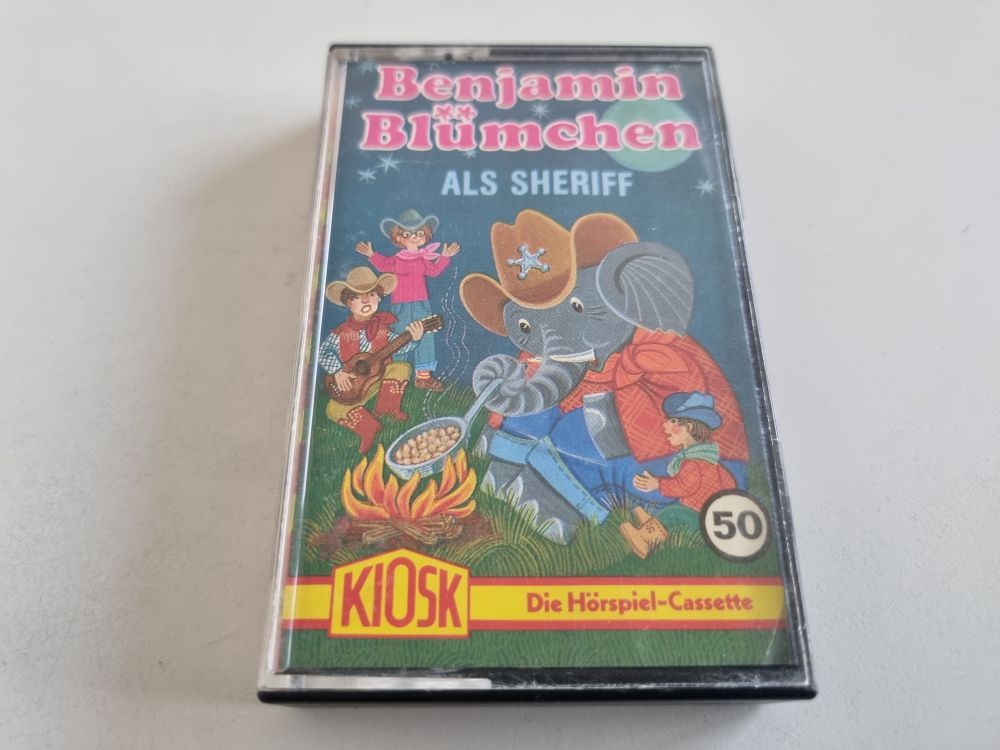 Benjamin
Blümchen
ALS SHERIFF
50
KIOSK
Die Hörspiel-Cassette